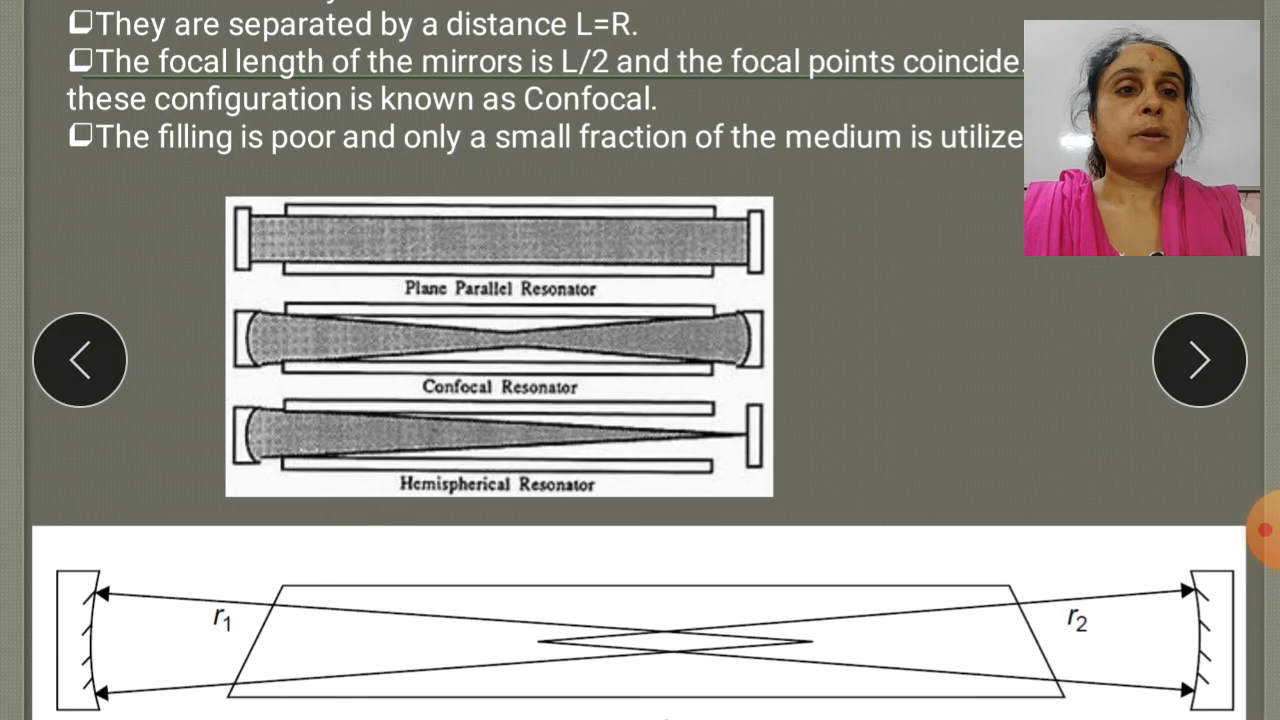 ❑They are separated by a distance L=R.
❑The focal length of the mirrors is L/2 and the focal points coincide.
these configuration is known as Confocal.
❑The filling is poor and only a small fraction of the medium is utilize
Plane Parallel Resonator
Confocal Resonator
Hemispherical Resonator
r1
r2